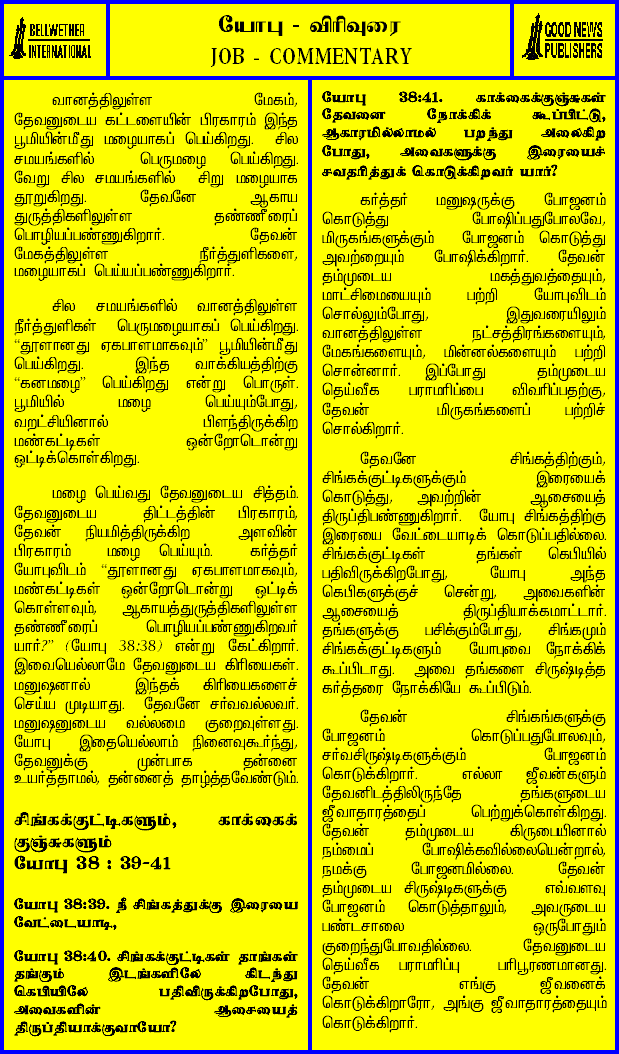 BELLWETHER
INTERNATIONAL
யோபு - விரிவுரை
JOB - COMMENTARY
GOOD NEWS
PUBLISHERS
வானத்திலுள்ள மேகம்,
தேவனுடைய கட்டளையின் பிரகாரம் இந்த
பூமியின்மீது மழையாகப் பெய்கிறது. சில
சமயங்களில் பெருமழை பெய்கிறது.
வேறு சில சமயங்களில் சிறு மழையாக
தூறுகிறது. தேவனே ஆகாய
துருத்திகளிலுள்ள தண்ணீரைப்
பொழியப்பண்ணுகிறார். தேவன்
மேகத்திலுள்ள நீர்த்துளிகளை,
மழையாகப் பெய்யப்பண்ணுகிறார்.
சில சமயங்களில் வானத்திலுள்ள
நீர்த்துளிகள் பெருமழையாகப் பெய்கிறது.
“தூளானது ஏகபாளமாகவும்” பூமியின்மீது
பெய்கிறது. இந்த வாக்கியத்திற்கு
“கனமழை” பெய்கிறது என்று பொருள்.
பூமியில் மழை பெய்யும்போது,
வறட்சியினால் பிளந்திருக்கிற
மண்கட்டிகள் ஒன்றோடொன்று
ஒட்டிக்கொள்கிறது.
மழை பெய்வது தேவனுடைய சித்தம்.
தேவனுடைய திட்டத்தின் பிரகாரம்,
தேவன் நியமித்திருக்கிற அளவின்
பிரகாரம் மழை பெய்யும். கர்த்தர்
யோபுவிடம் “தூளானது ஏகபாளமாகவும்,
மண்கட்டிகள் ஒன்றோடொன்று ஒட்டிக்
கொள்ளவும், ஆகாயத்துருத்திகளிலுள்ள
தண்ணீரைப் பொழியப்பண்ணுகிறவர்
யார்?” (யோபு 38:38) என்று கேட்கிறார்.
இவையெல்லாமே தேவனுடைய கிரியைகள்.
மனுஷனால் இந்தக் கிரியைகளைச்
செய்ய முடியாது. தேவனே சர்வவல்லவர்.
மனுஷனுடைய வல்லமை குறைவுள்ளது.
யோபு இதையெல்லாம் நினைவுகூர்ந்து,
தேவனுக்கு முன்பாக தன்னை
உயர்த்தாமல், தன்னைத் தாழ்த்தவேண்டும்.
சிங்கக்குட்டிகளும், காக்கைக்
குஞ்சுகளும்
யோபு 38 : 39-41
யோபு 38:39. நீ சிங்கத்துக்கு இரையை
வேட்டையாடி,
யோபு 38:40. சிங்கக்குட்டிகள் தாங்கள்
தங்கும் இடங்களிலே கிடந்து
கெபியிலே பதிவிருக்கிறபோது,
அவைகளின் ஆசையைத்
திருப்தியாக்குவாயோ?
யோபு 38:41. காக்கைக்குஞ்சுகள்
தேவனை நோக்கிக் கூப்பிட்டு,
ஆகாரமில்லாமல் பறந்து அலைகிற
போது, அவைகளுக்கு இரையைச்
சவதரித்துக் கொடுக்கிறவர் யார்?
கர்த்தர் மனுஷருக்கு போஜனம்
கொடுத்து போஷிப்பதுபோலவே,
மிருகங்களுக்கும் போஜனம் கொடுத்து
அவற்றையும் போஷிக்கிறார். தேவன்
தம்முடைய மகத்துவத்தையும்,
மாட்சிமையையும் பற்றி யோபுவிடம்
சொல்லும்போது, இதுவரையிலும்
வானத்திலுள்ள நட்சத்திரங்களையும்,
மேகங்களையும், மின்னல்களையும் பற்றி
சொன்னார். இப்போது தம்முடைய
தெய்வீக பராமரிப்பை விவரிப்பதற்கு,
தேவன் மிருகங்களைப் பற்றிச்
சொல்கிறார்.
தேவனே சிங்கத்திற்கும்,
சிங்கக்குட்டிகளுக்கும் இரையைக்
கொடுத்து, அவற்றின் ஆசையைத்
திருப்திபண்ணுகிறார். யோபு சிங்கத்திற்கு
இரையை வேட்டையாடிக் கொடுப்பதில்லை.
சிங்கக்குட்டிகள் தங்கள் கெபியில்
பதிவிருக்கிறபோது, யோபு அந்த
கெபிகளுக்குச் சென்று, அவைகளின்
ஆசையைத் திருப்தியாக்கமாட்டார்.
தங்களுக்கு பசிக்கும்போது, சிங்கமும்
சிங்கக்குட்டிகளும் யோபுவை நோக்கிக்
கூப்பிடாது. அவை தங்களை சிருஷ்டித்த
கர்த்தரை நோக்கியே கூப்பிடும்.
தேவன் சிங்கங்களுக்கு
போஜனம் கொடுப்பதுபோலவும்,
சர்வசிருஷ்டிகளுக்கும் போஜனம்
கொடுக்கிறார். எல்லா ஜீவன்களும்
தேவனிடத்திலிருந்தே தங்களுடைய
ஜீவாதாரத்தைப் பெற்றுக்கொள்கிறது.
தேவன் தம்முடைய கிருபையினால்
நம்மைப் போஷிக்கவில்லையென்றால்,
நமக்கு போஜனமில்லை. தேவன்
தம்முடைய சிருஷ்டிகளுக்கு எவ்வளவு
போஜனம் கொடுத்தாலும், அவருடைய
பண்டசாலை ஒருபோதும்
குறைந்துபோவதில்லை. தேவனுடைய
தெய்வீக பராமரிப்பு பரிபூரணமானது.
தேவன் எங்கு ஜீவனைக்
கொடுக்கிறாரோ, அங்கு ஜீவாதாரத்தையும்
கொடுக்கிறார்.